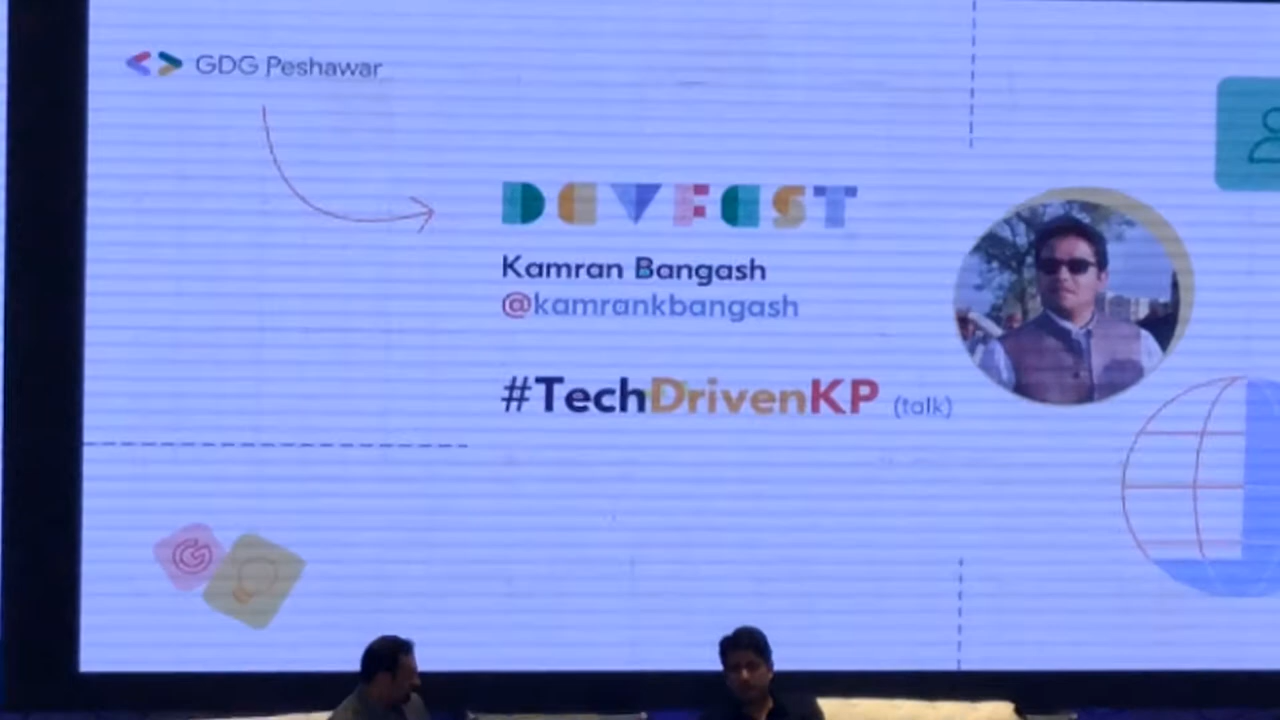 GDG Peshawar
DEVFEST
Kamran Bangash
@kamrankbangash
#TechDrivenKP (talk)